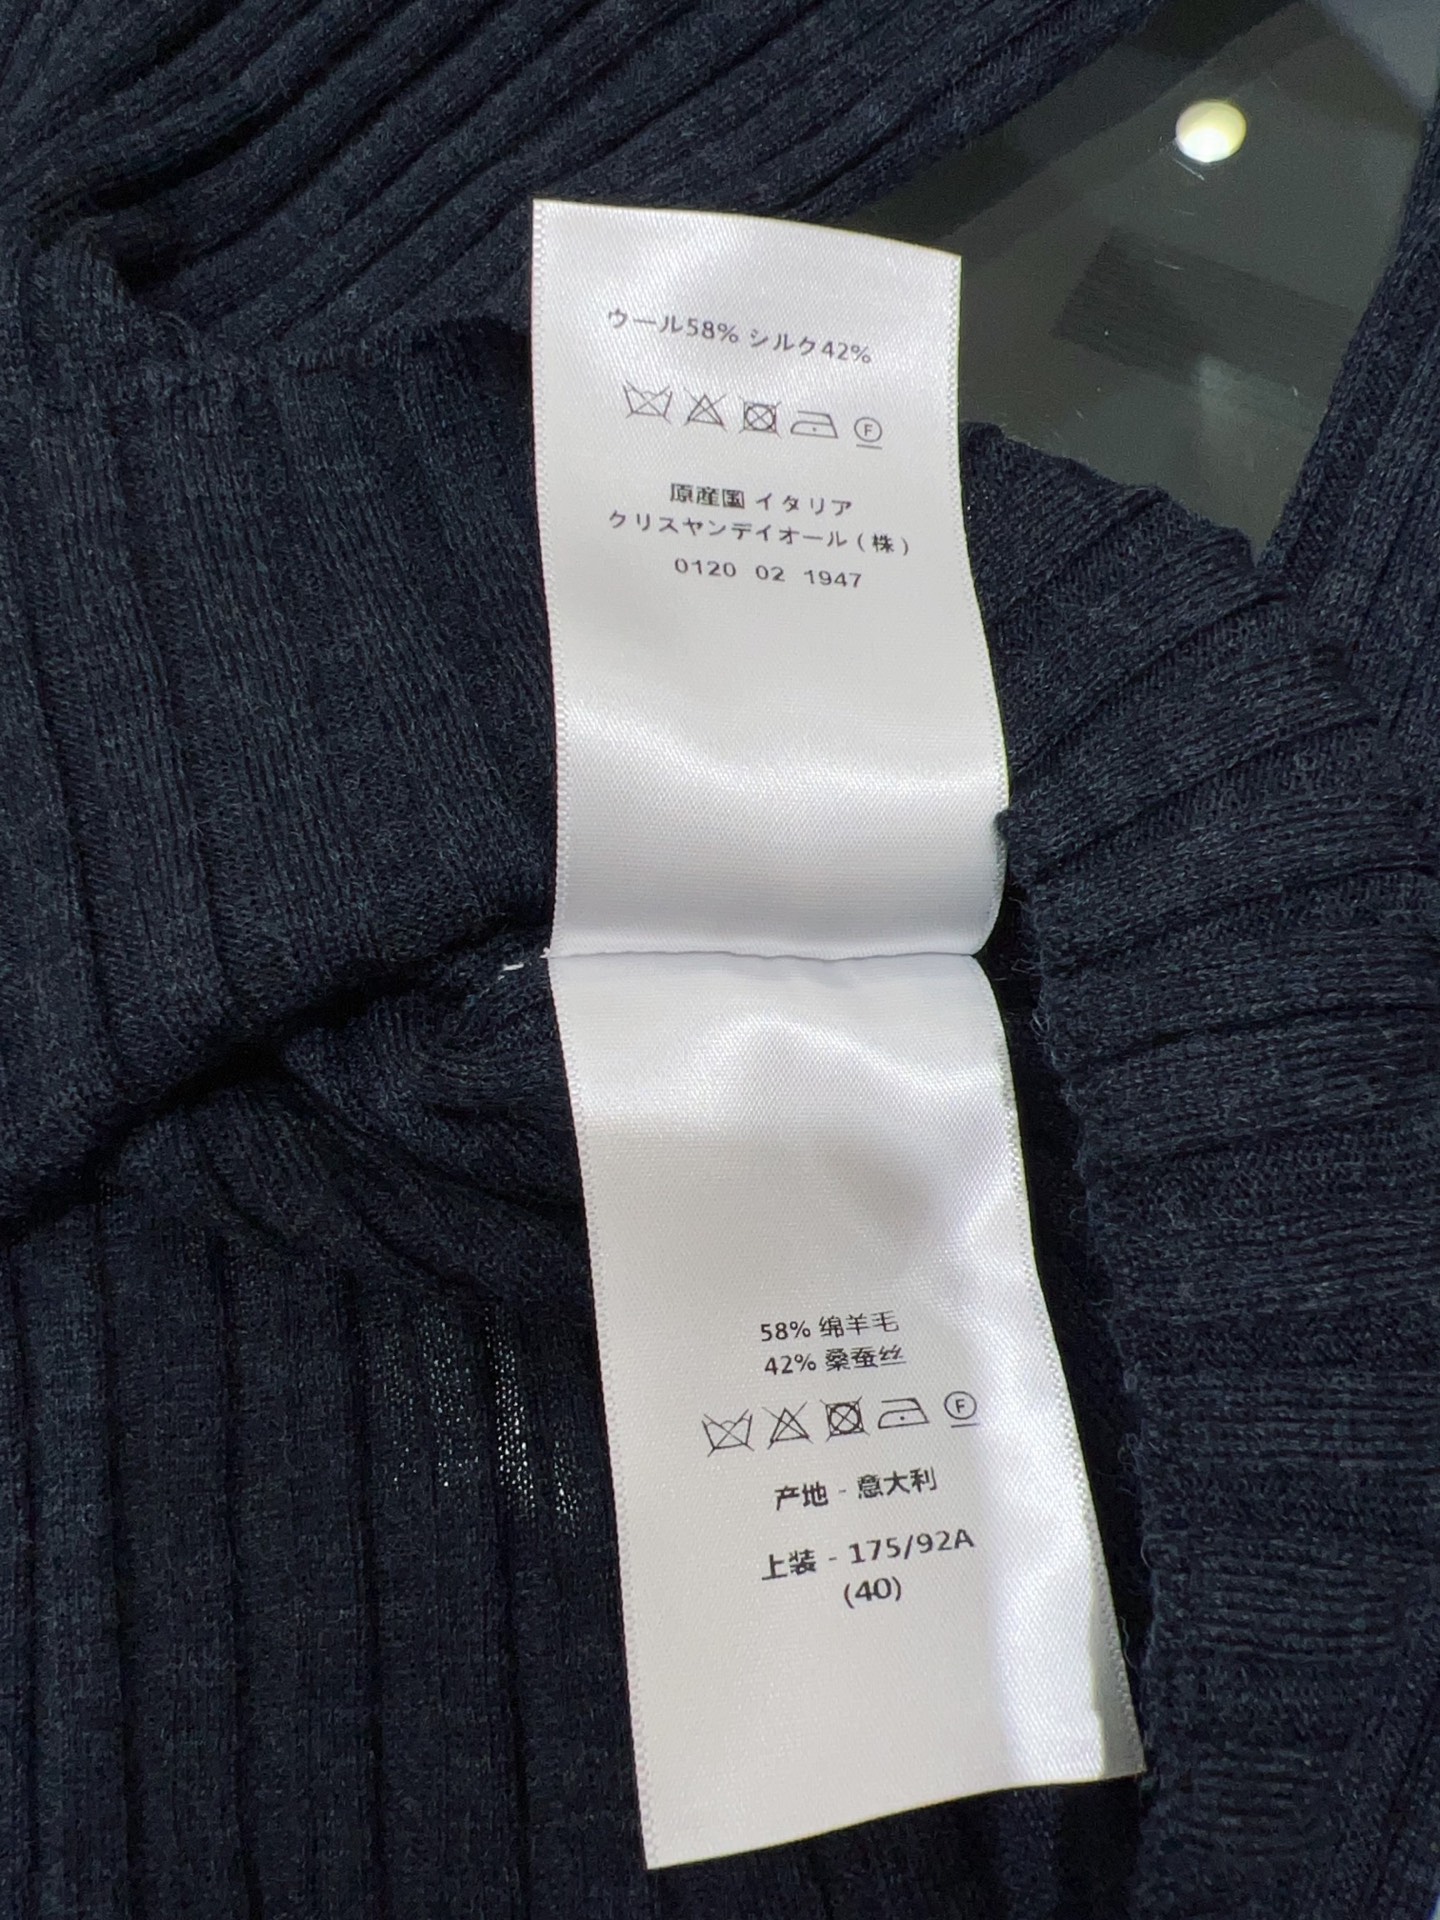 ウール58% シルク42%
F
原産国 イタリア
クリスヤンデイオール(株)
0120 02 1947
58% 绵羊毛
42% 桑蚕丝
F
产地 - 意大利
上装 - 175/92A
(40)